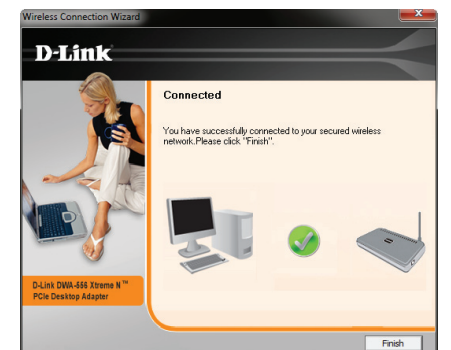 Wireless Connection Wizard
D-Link
Connected
You have successfully connected to your secured wireless
network.Please click "Finish".
D-Link DWA-556 Xtreme N ™
PCIe Desktop Adapter
Finish